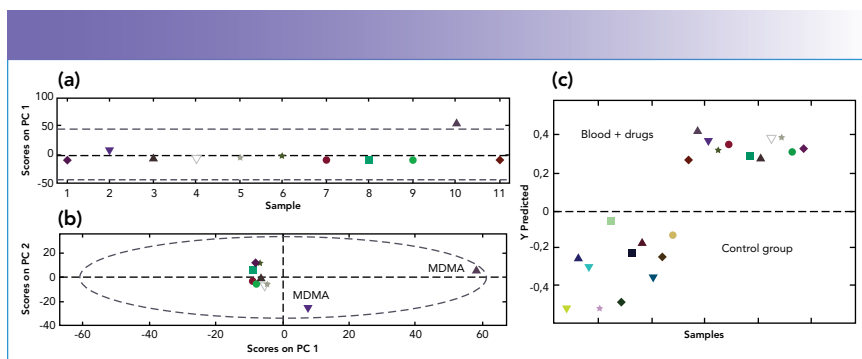 (a)
Scores on PC 1
100
50
0
-50
1 2 3 4 5 6 7 8 9 10 11
Sample
(b)
Scores on PC 2
20
0
-20
-40
MDMA
MDMA
-60 -40 -20 0 20 40 60
Scores on PC 1
(c)
Y Predicted
0,4
0,2
0
-0,2
-0,4
Blood + drugs
Control group
Samples